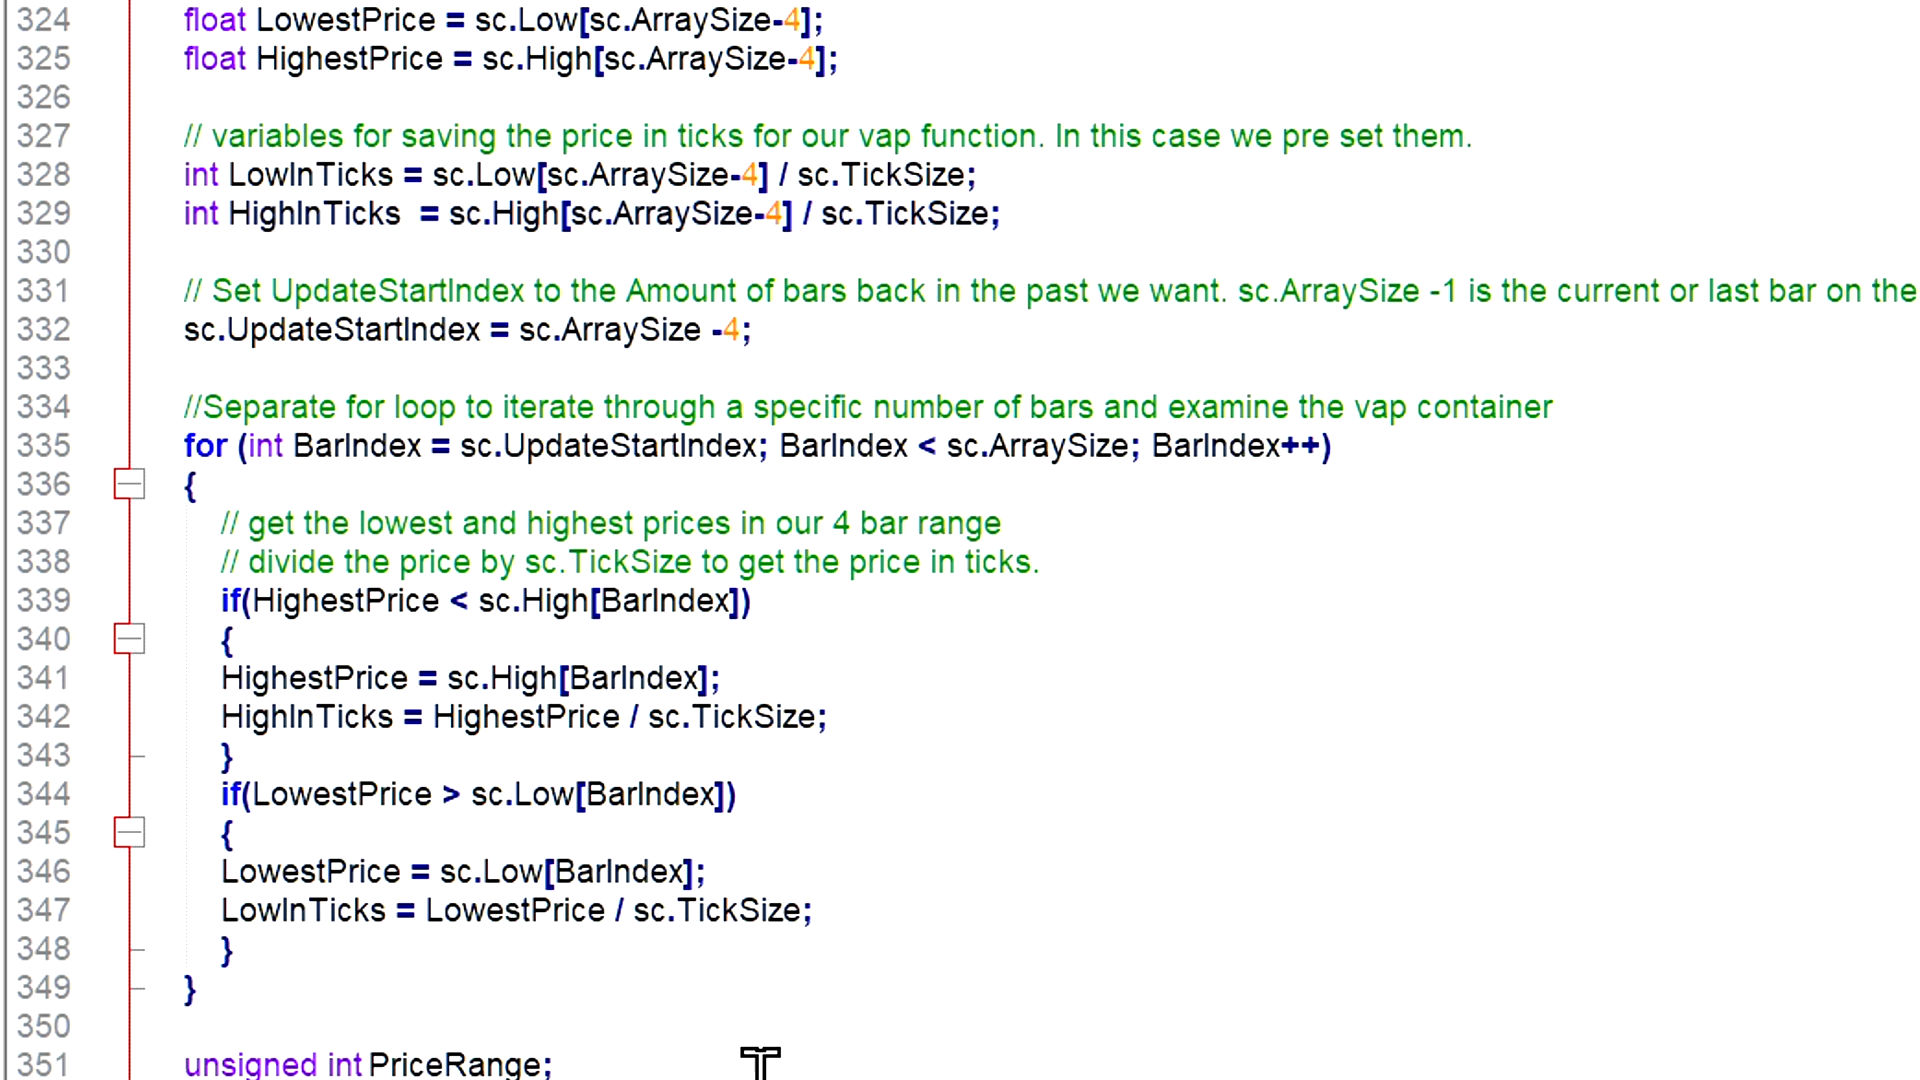 324 float LowestPrice = sc.Low[sc.ArraySize-4];
325 float HighestPrice = sc.High[sc.ArraySize-4];
326
327 // variables for saving the price in ticks for our vap function. In this case we pre set them.
328 int LowInTicks = sc.Low[sc.ArraySize-4] / sc.TickSize;
329 int HighInTicks  = sc.High[sc.ArraySize-4] / sc.TickSize;
330
331 // Set UpdateStartIndex to the Amount of bars back in the past we want. sc.ArraySize -1 is the current or last bar on the
332 sc.UpdateStartIndex = sc.ArraySize -4;
333
334 //Separate for loop to iterate through a specific number of bars and examine the vap container
335 for (int BarIndex = sc.UpdateStartIndex; BarIndex < sc.ArraySize; BarIndex++)
336 {
337 // get the lowest and highest prices in our 4 bar range
338 // divide the price by sc.TickSize to get the price in ticks.
339 if(HighestPrice < sc.High[BarIndex])
340 {
341 HighestPrice = sc.High[BarIndex];
342 HighInTicks = HighestPrice / sc.TickSize;
343 }
344 if(LowestPrice > sc.Low[BarIndex])
345 {
346 LowestPrice = sc.Low[BarIndex];
347 LowInTicks = LowestPrice / sc.TickSize;
348 }
349 }
350
351 unsigned int PriceRange;